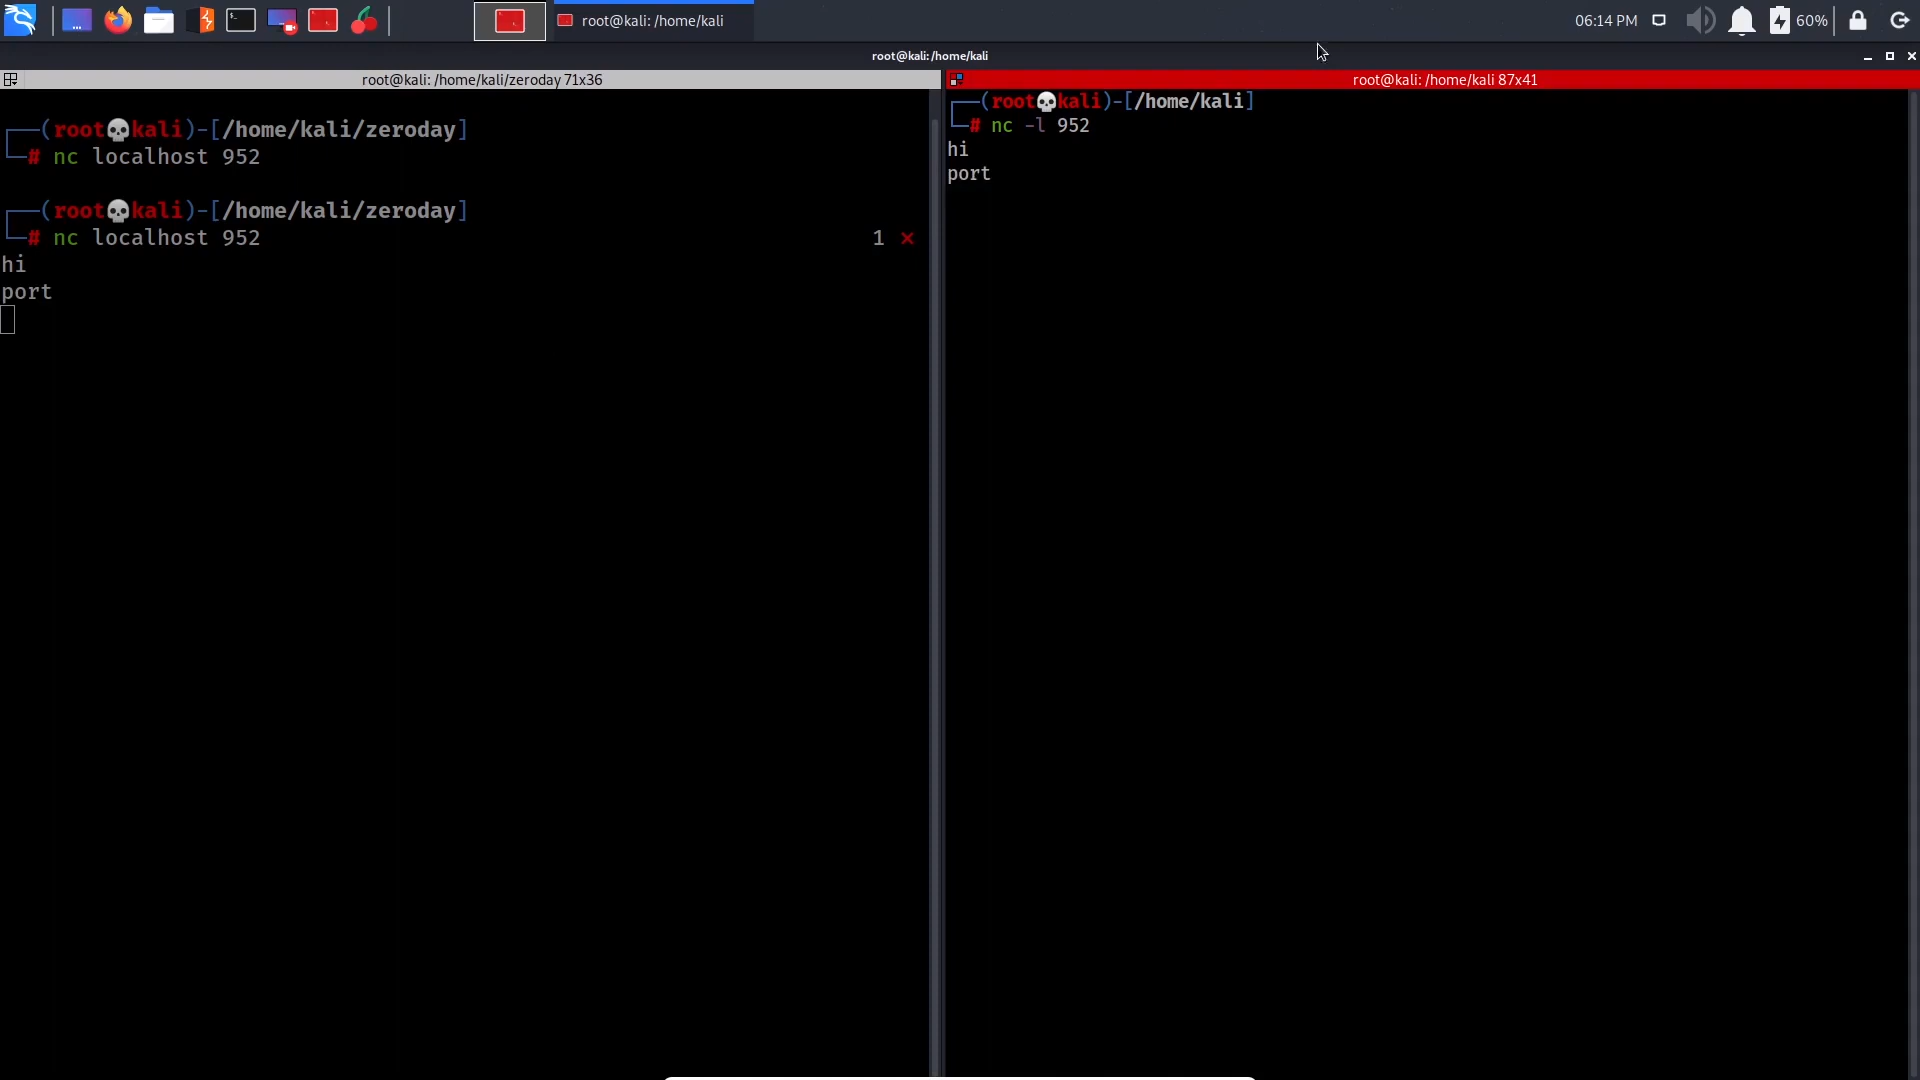 root@kali: /home/kali
06:14 PM
60%
root@kali:/home/kali
root@kali: /home/kali/zeroday 71x36
┌──(root💀kali)-[/home/kali/zeroday]
└─# nc localhost 952
┌──(root💀kali)-[/home/kali/zeroday]
└─# nc localhost 952 1 ⨯
hi
port
root@kali: /home/kali 87x41
┌──(root💀kali)-[/home/kali]
└─# nc -l 952
hi
port